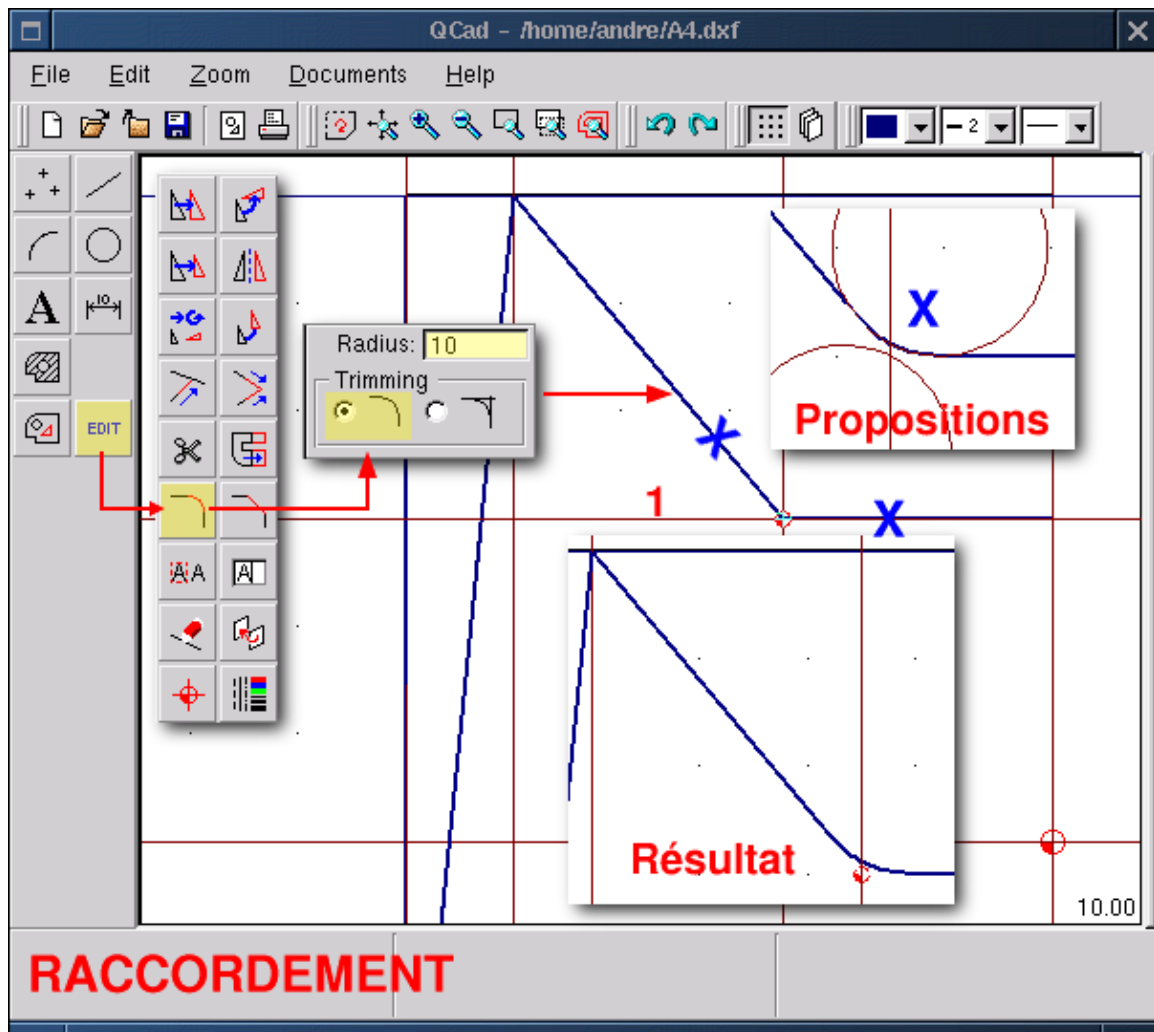 QCad - /home/andre/A4.dxf
File Edit Zoom Documents Help
2
A
10
EDIT
A A
A
Radius: 10
Trimming
X
Propositions
X
1
X
Résultat
10.00
RACCORDEMENT